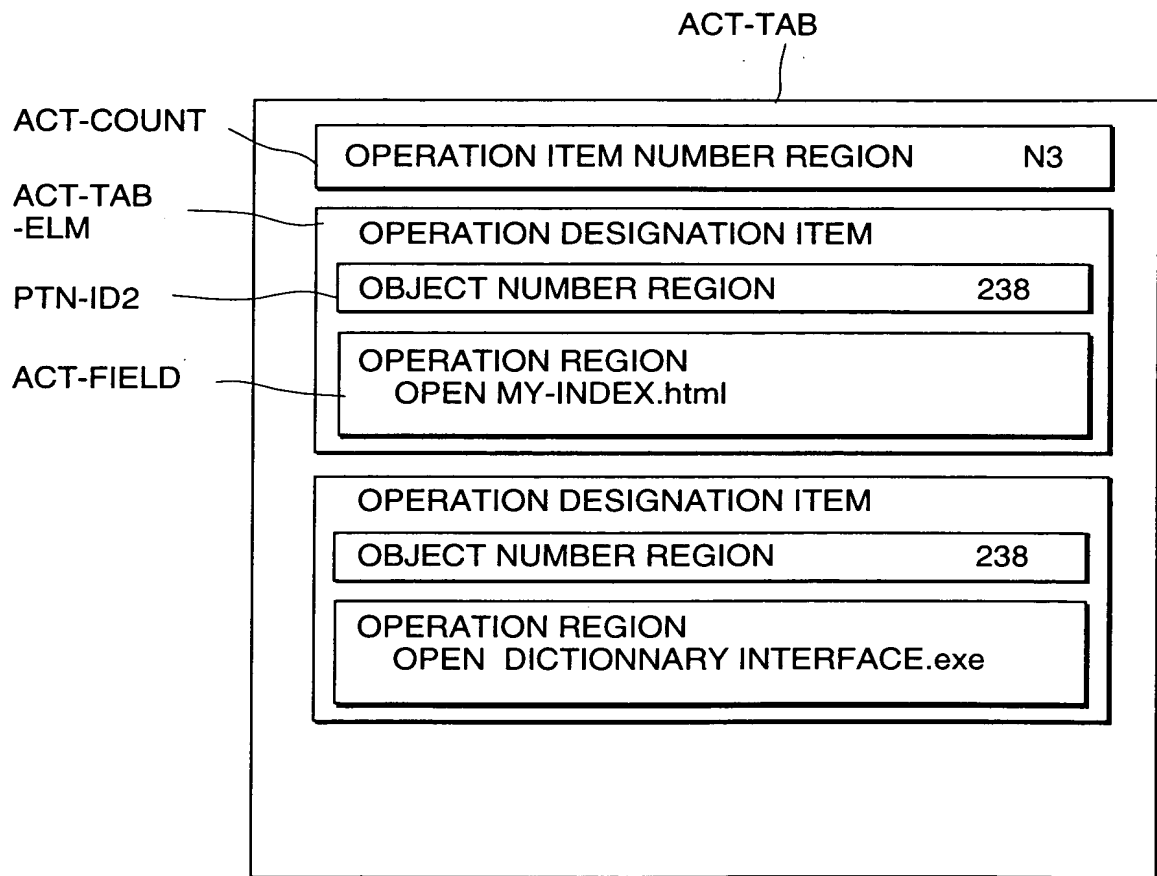 ACT-TAB
ACT-COUNT
OPERATION ITEM NUMBER REGION N3
ACT-TAB
-ELM
OPERATION DESIGNATION ITEM
PTN-ID2
OBJECT NUMBER REGION 238
ACT-FIELD
OPERATION REGION
OPEN MY-INDEX.html
OPERATION DESIGNATION ITEM
OBJECT NUMBER REGION 238
OPERATION REGION
OPEN DICTIONNARY INTERFACE.exe